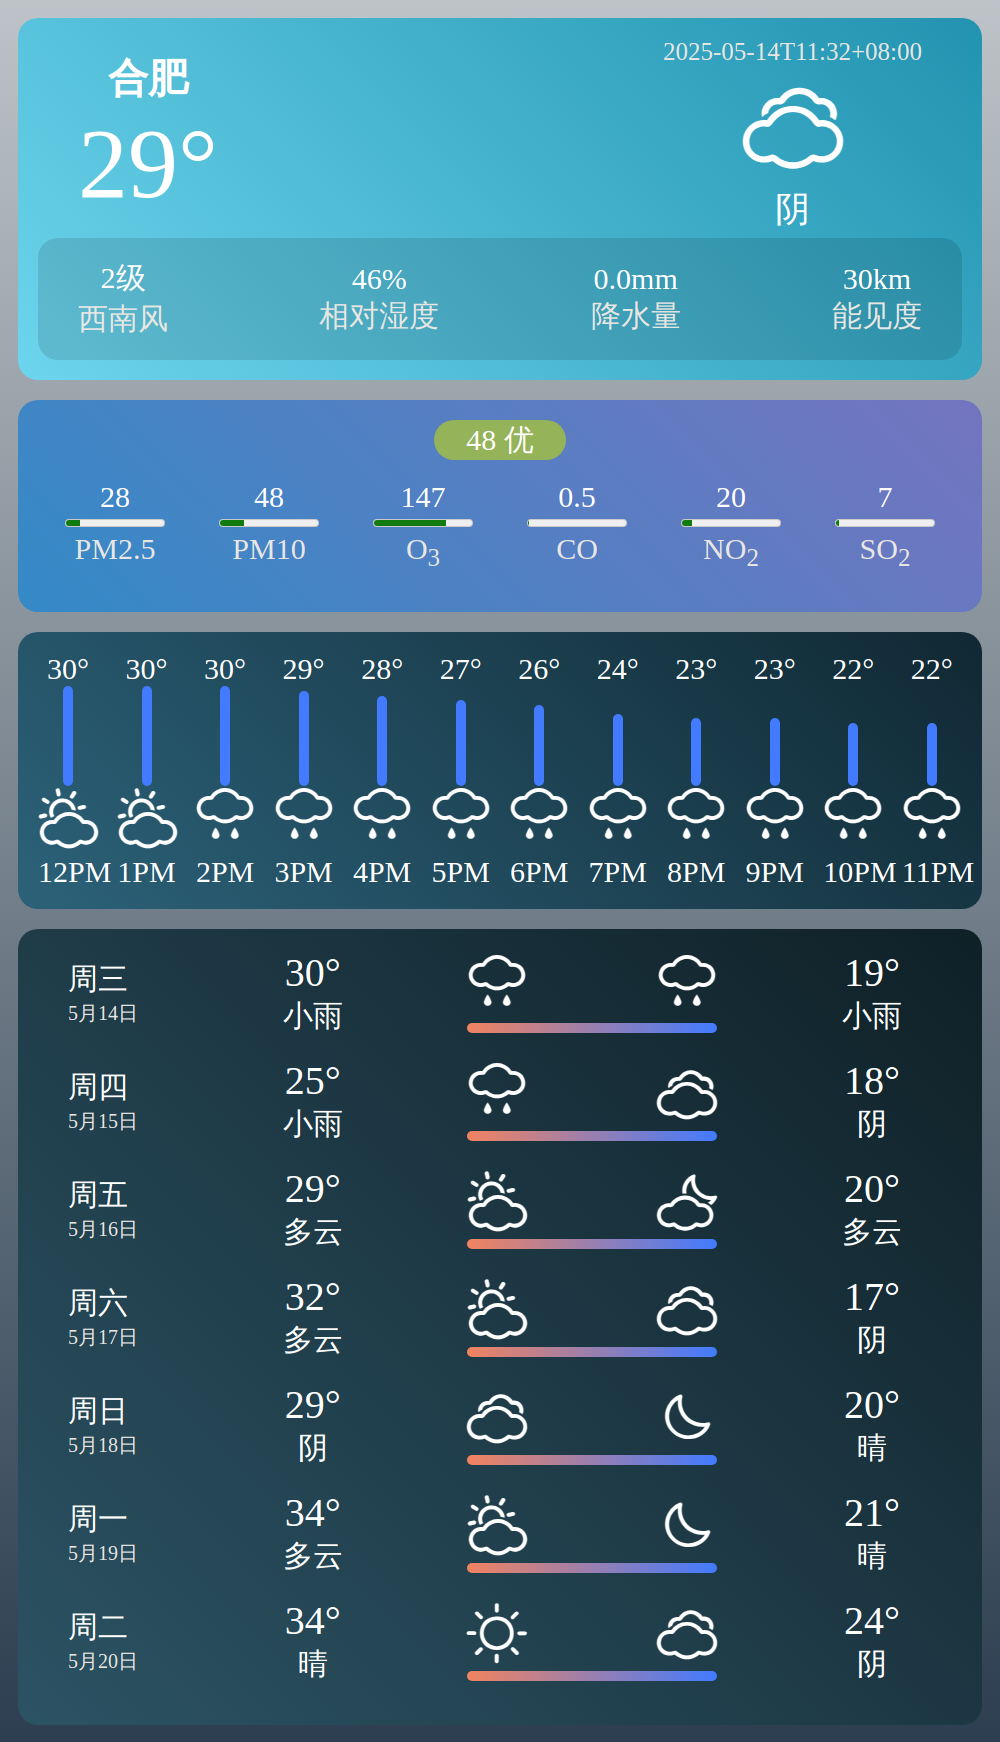 合肥
2025-05-14T11:32+08:00
29°
阴
2级 46% 0.0mm 30km
西南风 相对湿度 降水量 能见度
48 优
28 48 147 0.5 20 7
PM2.5 PM10 O3 CO NO2 SO2
30° 30° 30° 29° 28° 27° 26° 24° 23° 23° 22° 22°
12PM 1PM 2PM 3PM 4PM 5PM 6PM 7PM 8PM 9PM 10PM 11PM
周三 30° 19°
5月14日 小雨 小雨
周四 25° 18°
5月15日 小雨 阴
周五 29° 20°
5月16日 多云 多云
周六 32° 17°
5月17日 多云 阴
周日 29° 20°
5月18日 阴 晴
周一 34° 21°
5月19日 多云 晴
周二 34° 24°
5月20日 晴 阴